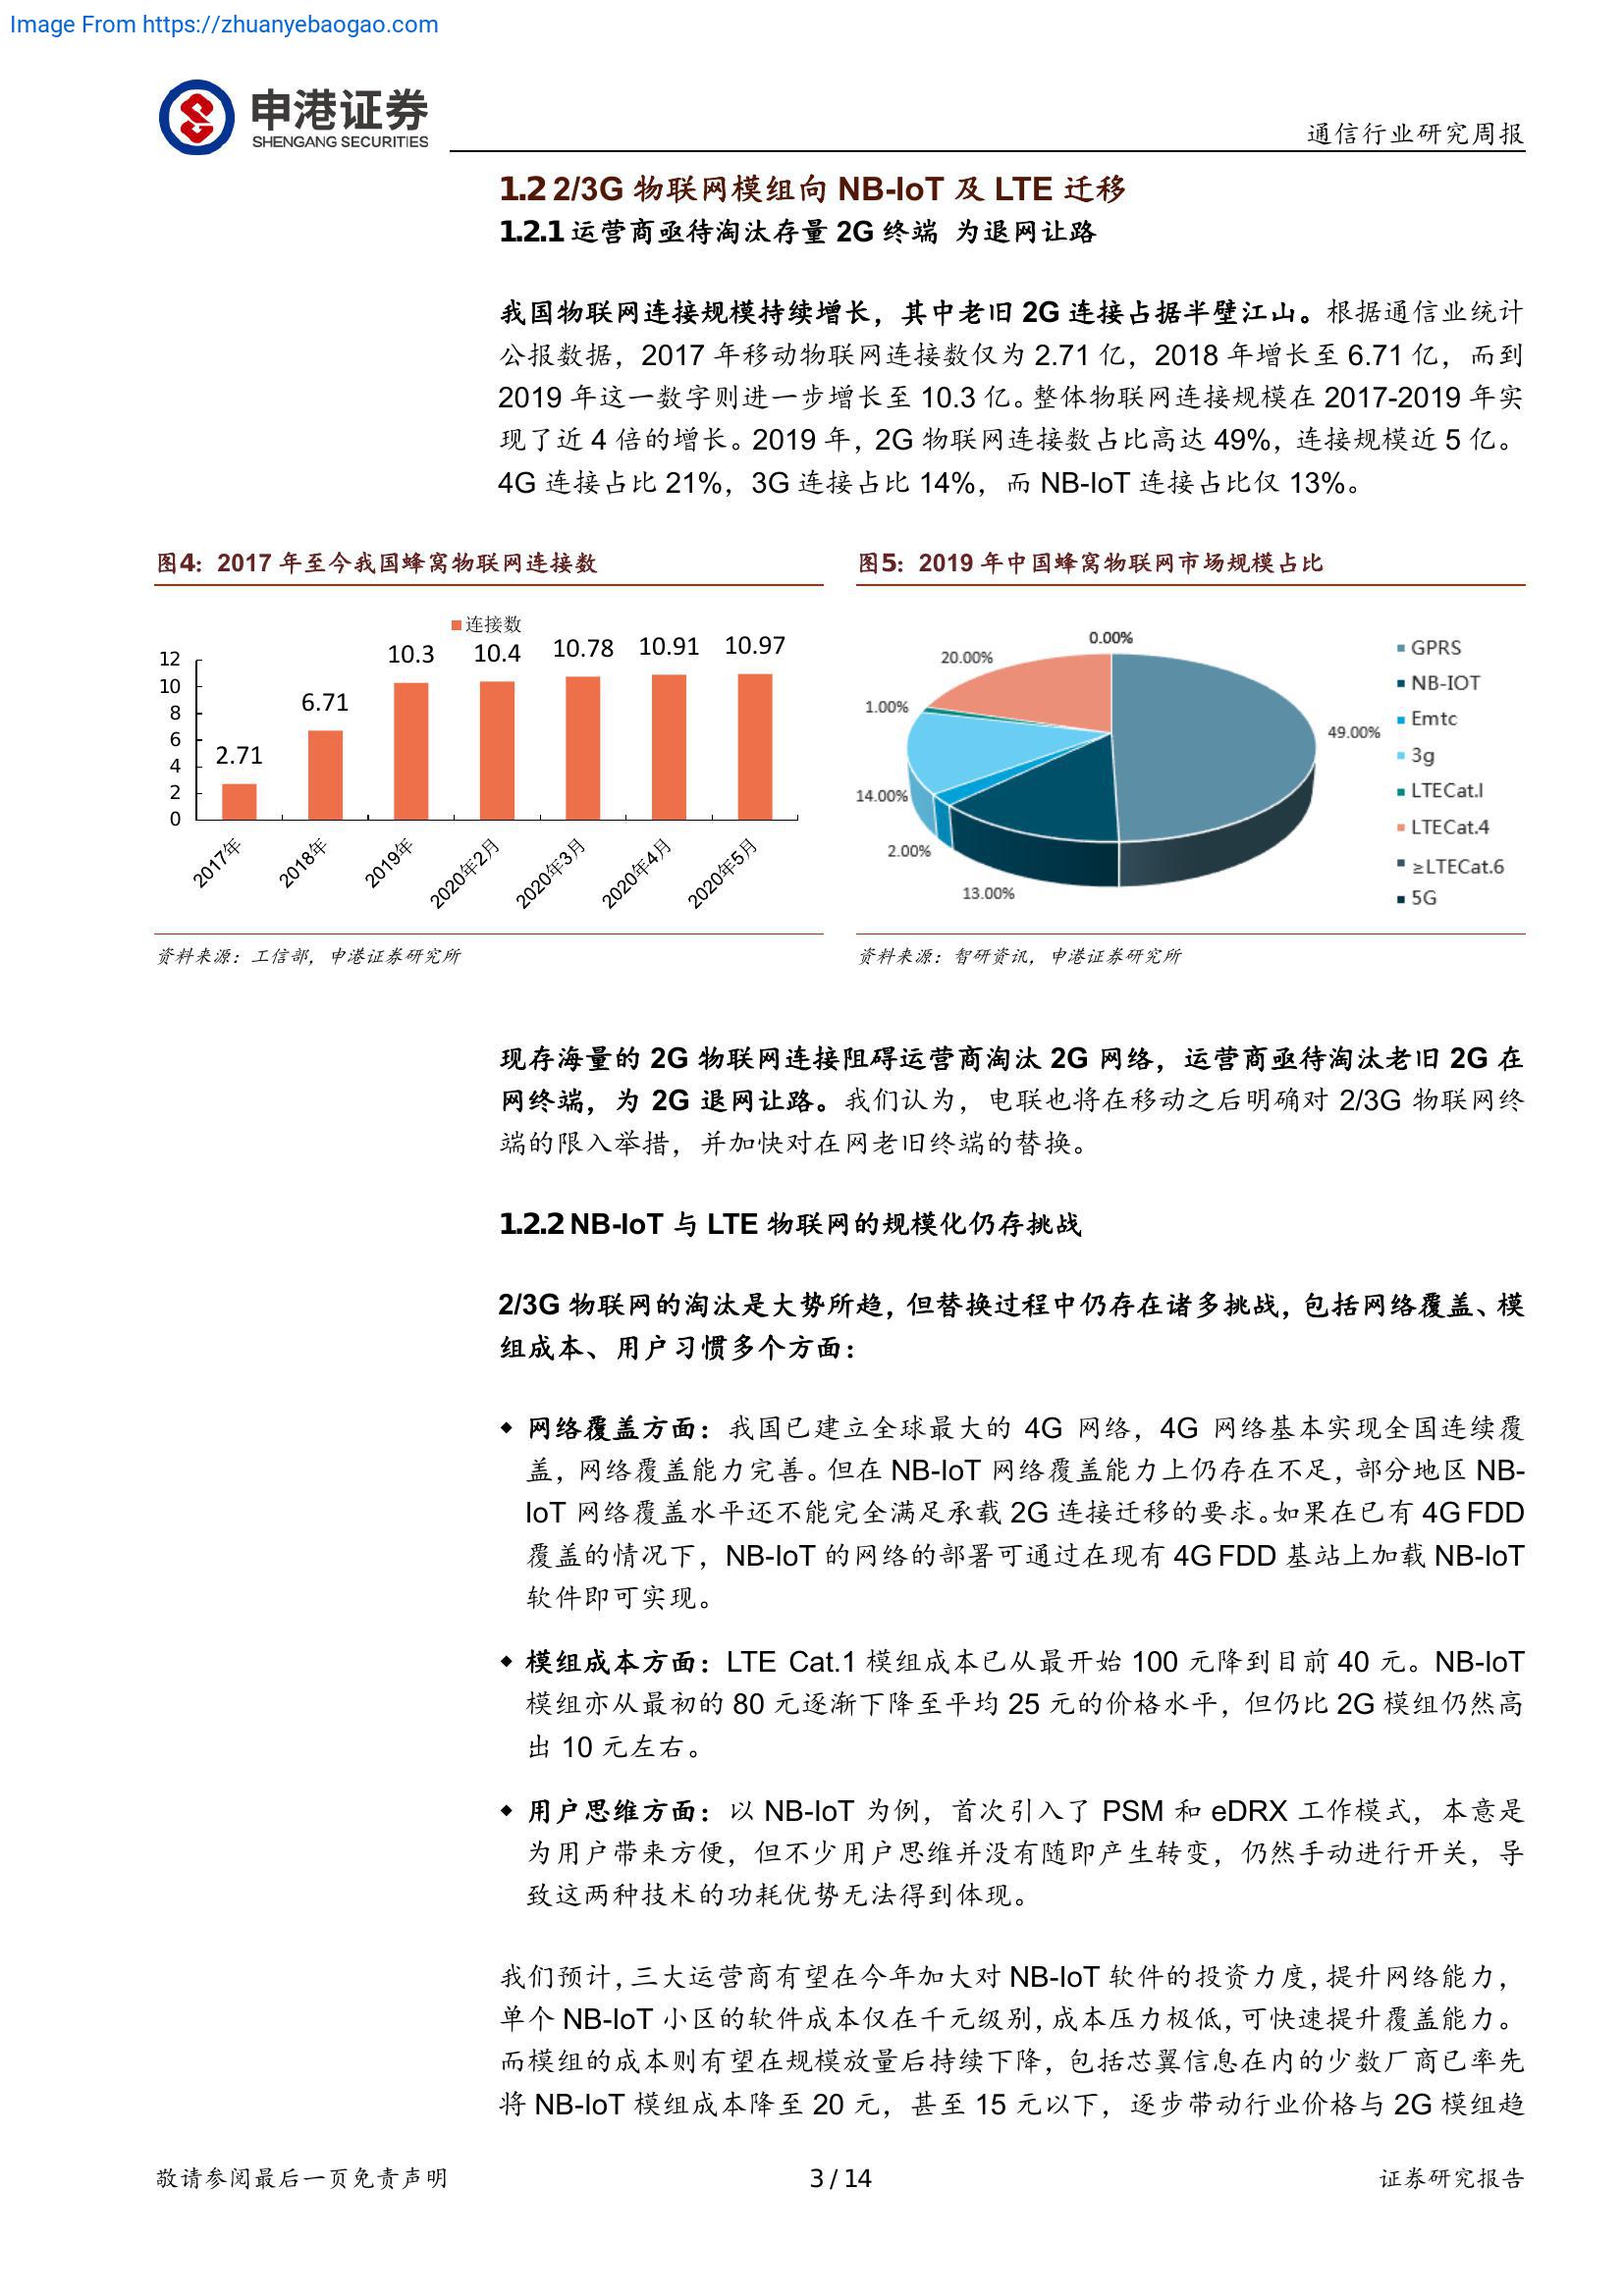 Image From https://zhuanyebaogao.com
申港证券
SHENGANG SECURITIES
通信行业研究周报
1.2 2/3G 物联网模组向 NB-IoT 及 LTE 迁移
1.2.1 运营商亟待淘汰存量 2G 终端 为退网让路
我国物联网连接规模持续增长，其中老旧 2G 连接占据半壁江山。根据通信业统计
公报数据，2017 年移动物联网连接数仅为 2.71 亿，2018 年增长至 6.71 亿，而到
2019 年这一数字则进一步增长至 10.3 亿。整体物联网连接规模在 2017-2019 年实
现了近 4 倍的增长。2019 年，2G 物联网连接数占比高达 49%，连接规模近 5 亿。
4G 连接占比 21%，3G 连接占比 14%，而 NB-IoT 连接占比仅 13%。
图4：2017 年至今我国蜂窝物联网连接数
连接数
12
10
8
6
4
2
0
2.71
6.71
10.3
10.4
10.78
10.91
10.97
2017年
2018年
2019年
2020年2月
2020年3月
2020年4月
2020年5月
资料来源：工信部，申港证券研究所
图5：2019 年中国蜂窝物联网市场规模占比
0.00%
20.00%
1.00%
49.00%
14.00%
2.00%
13.00%
GPRS
NB-IOT
Emtc
3g
LTECat.I
LTECat.4
≥LTECat.6
5G
资料来源：智研资讯，申港证券研究所
现存海量的 2G 物联网连接阻碍运营商淘汰 2G 网络，运营商亟待淘汰老旧 2G 在
网终端，为 2G 退网让路。我们认为，电联也将在移动之后明确对 2/3G 物联网终
端的限入举措，并加快对在网老旧终端的替换。
1.2.2 NB-IoT 与 LTE 物联网的规模化仍存挑战
2/3G 物联网的淘汰是大势所趋，但替换过程中仍存在诸多挑战，包括网络覆盖、模
组成本、用户习惯多个方面：
◆ 网络覆盖方面：我国已建立全球最大的 4G 网络，4G 网络基本实现全国连续覆
盖，网络覆盖能力完善。但在 NB-IoT 网络覆盖能力上仍存在不足，部分地区 NB-
IoT 网络覆盖水平还不能完全满足承载 2G 连接迁移的要求。如果在已有 4G FDD
覆盖的情况下，NB-IoT 的网络的部署可通过在现有 4G FDD 基站上加载 NB-IoT
软件即可实现。
◆ 模组成本方面：LTE Cat.1 模组成本已从最开始 100 元降到目前 40 元。NB-IoT
模组亦从最初的 80 元逐渐下降至平均 25 元的价格水平，但仍比 2G 模组仍然高
出 10 元左右。
◆ 用户思维方面：以 NB-IoT 为例，首次引入了 PSM 和 eDRX 工作模式，本意是
为用户带来方便，但不少用户思维并没有随即产生转变，仍然手动进行开关，导
致这两种技术的功耗优势无法得到体现。
我们预计，三大运营商有望在今年加大对 NB-IoT 软件的投资力度，提升网络能力，
单个 NB-IoT 小区的软件成本仅在千元级别，成本压力极低，可快速提升覆盖能力。
而模组的成本则有望在规模放量后持续下降，包括芯翼信息在内的少数厂商已率先
将 NB-IoT 模组成本降至 20 元，甚至 15 元以下，逐步带动行业价格与 2G 模组趋
敬请参阅最后一页免责声明
3 / 14
证券研究报告